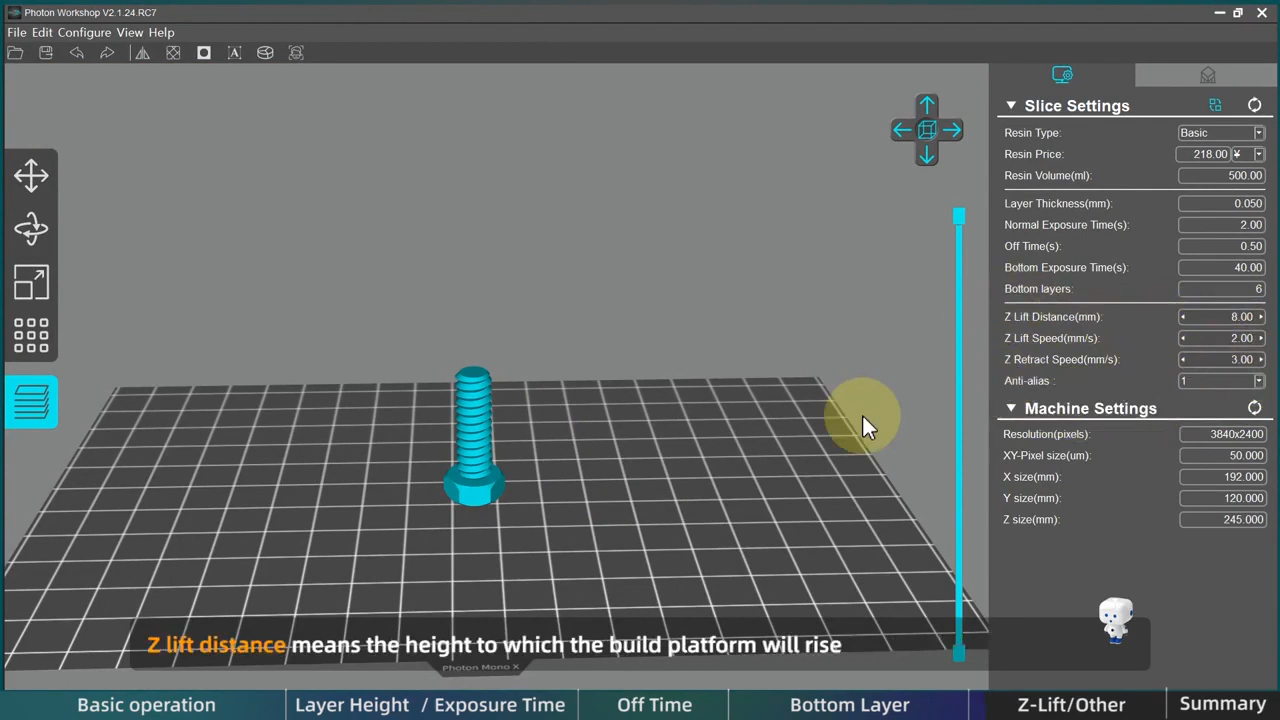 Photon Workshop V2.1.24.RC7
File Edit Configure View Help
A
Slice Settings
Resin Type: Basic
Resin Price: 218.00 ¥
Resin Volume(ml): 500.00
Layer Thickness(mm): 0.050
Normal Exposure Time(s): 2.00
Off Time(s): 0.50
Bottom Exposure Time(s): 40.00
Bottom layers: 6
Z Lift Distance(mm): 8.00
Z Lift Speed(mm/s): 2.00
Z Retract Speed(mm/s): 3.00
Anti-alias : 1
Machine Settings
Resolution(pixels): 3840x2400
XY-Pixel size(um): 50.000
X size(mm): 192.000
Y size(mm): 120.000
Z size(mm): 245.000
Z lift distance means the height to which the build platform will rise
Photon Mono X
Basic operation Layer Height / Exposure Time Off Time Bottom Layer Z-Lift/Other Summary